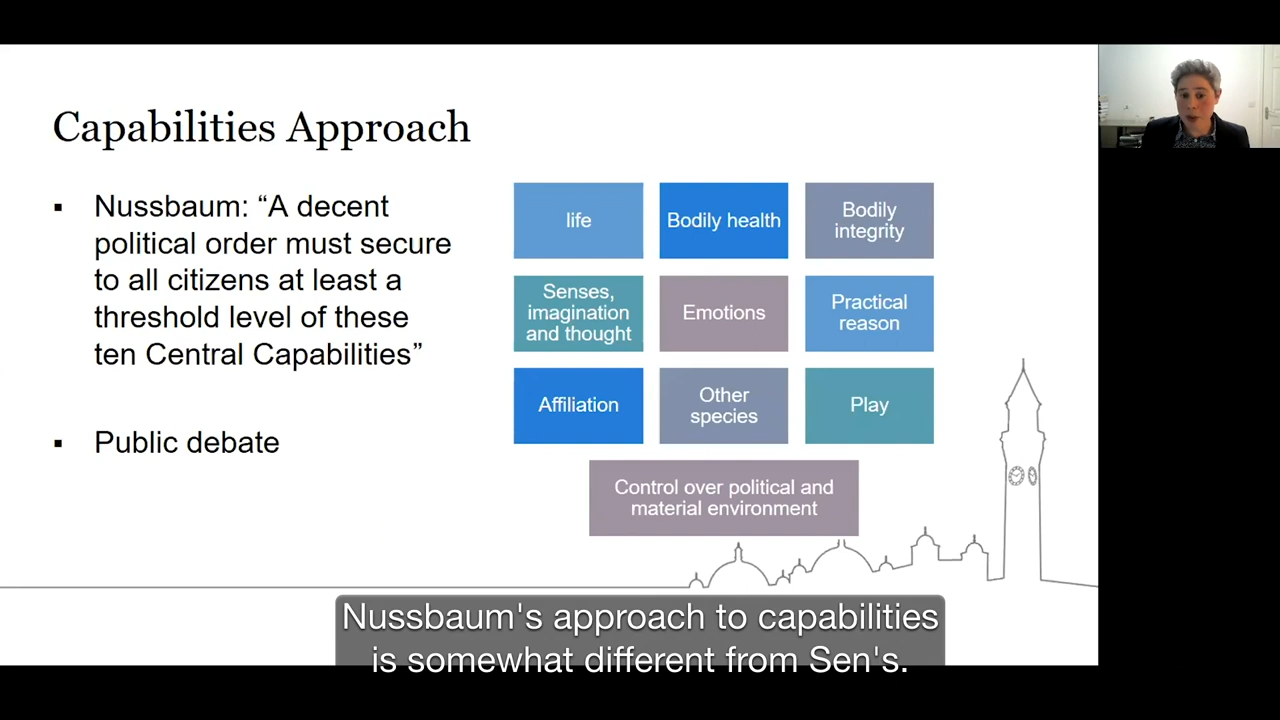 Capabilities Approach
▪ Nussbaum: “A decent
political order must secure
to all citizens at least a
threshold level of these
ten Central Capabilities”
▪ Public debate
life
Bodily health
Bodily
integrity
Senses,
imagination
and thought
Emotions
Practical
reason
Affiliation
Other
species
Play
Control over political and
material environment
Nussbaum's approach to capabilities
is somewhat different from Sen's.